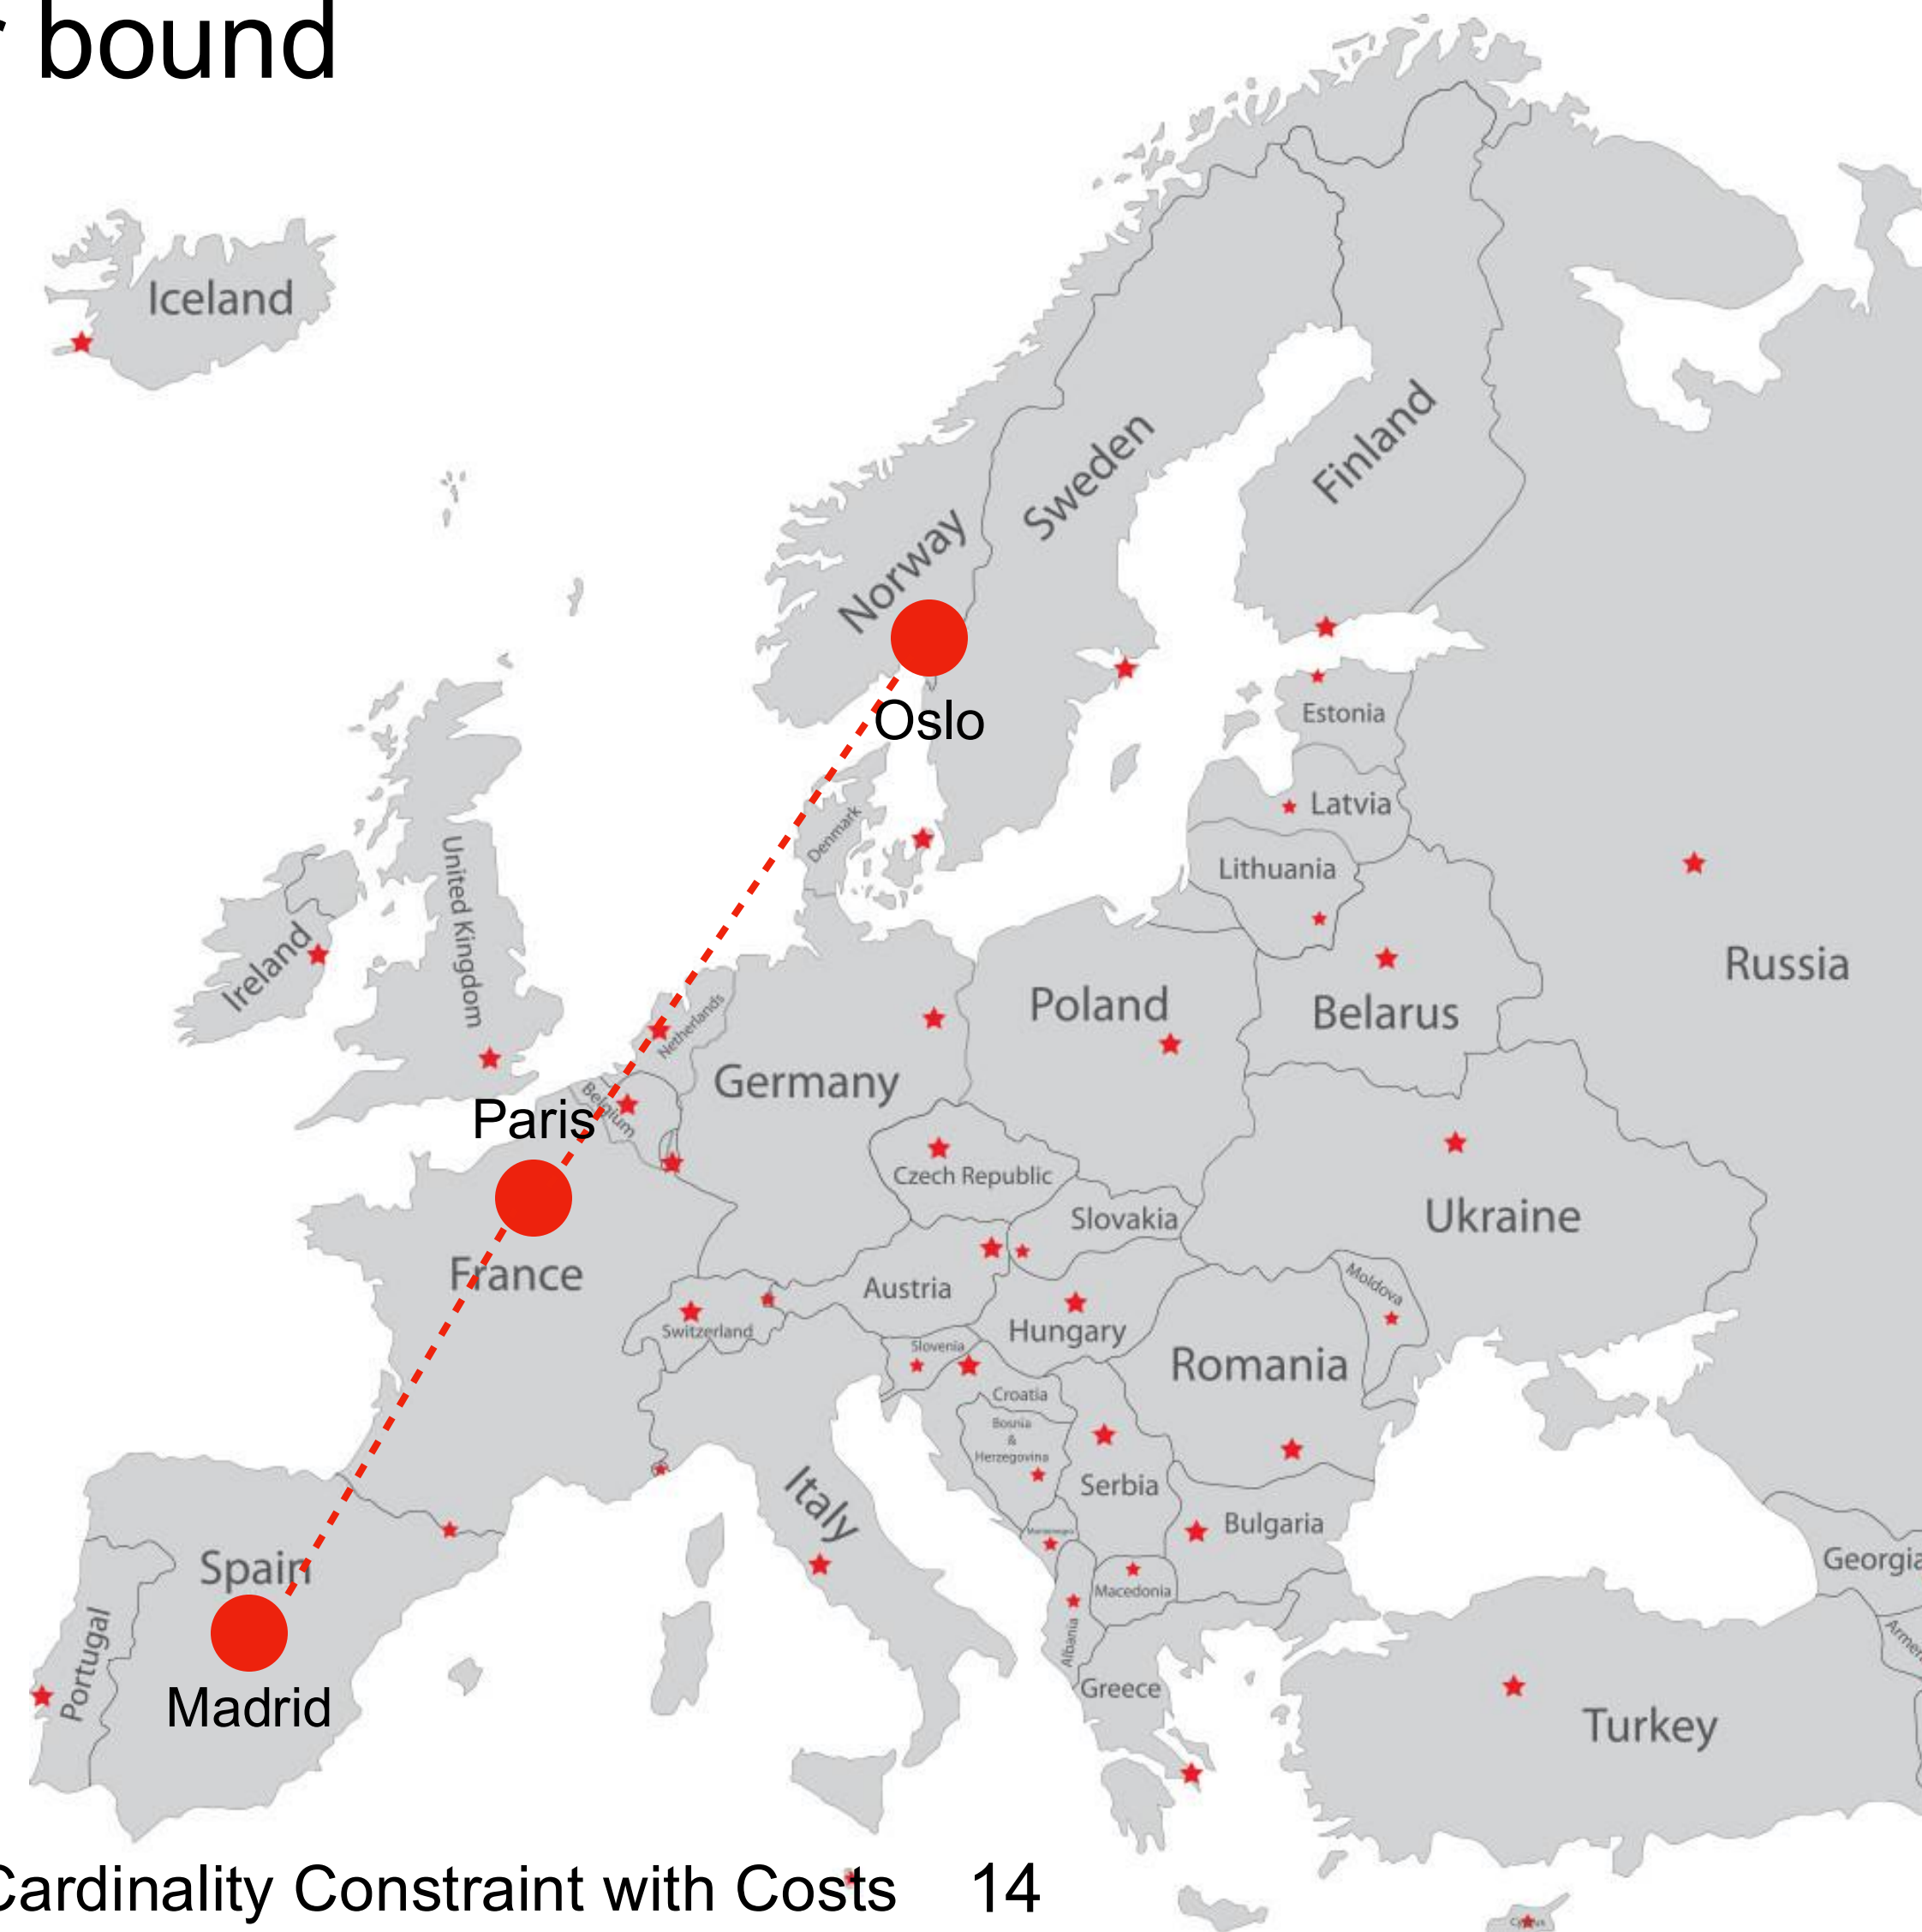 bound
Iceland
Finland
Sweden
Norway
Oslo
Estonia
Latvia
Denmark
Lithuania
United Kingdom
Ireland
Russia
Netherlands
Poland
Belarus
Germany
Belgium
Paris
Czech Republic
Slovakia
Ukraine
France
Austria
Moldova
Switzerland
Hungary
Slovenia
Romania
Croatia
Bosnia
&
Herzegovina
Italy
Serbia
Bulgaria
Montenegro
Spain
Georgia
Macedonia
Portugal
Albania
Madrid
Greece
Turkey
Cardinality Constraint with Costs 14
Cyprus